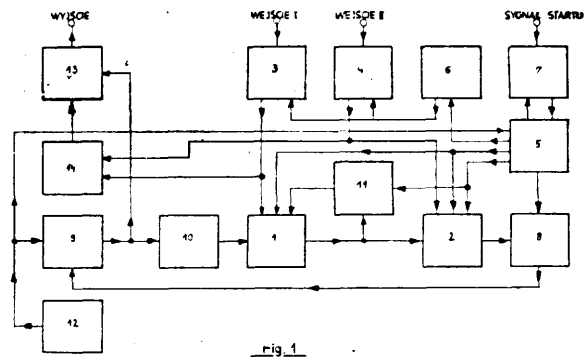 WYJŚCIE WEJŚCIE I WEJŚCIE II SYGNAŁ STARTU
13 3 4 6 7
14 5
11
9 10 1 2 8
12
Fig. 1